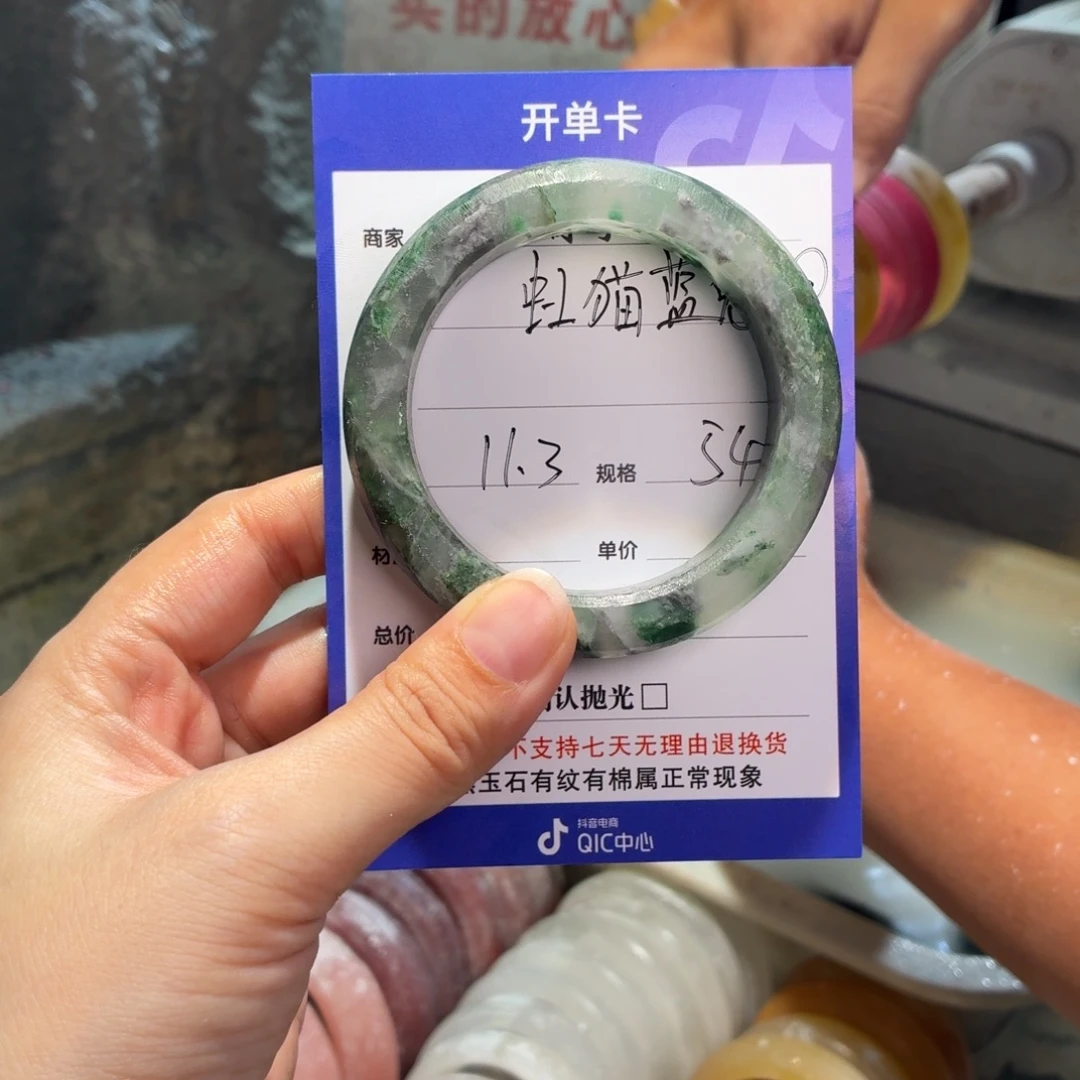 买的放心
开单卡
商家
虹猫蓝
11.3 规格 54
单价
总价
认抛光□
不支持七天无理由退换货
玉石有纹有棉属正常现象
抖音电商
QIC中心